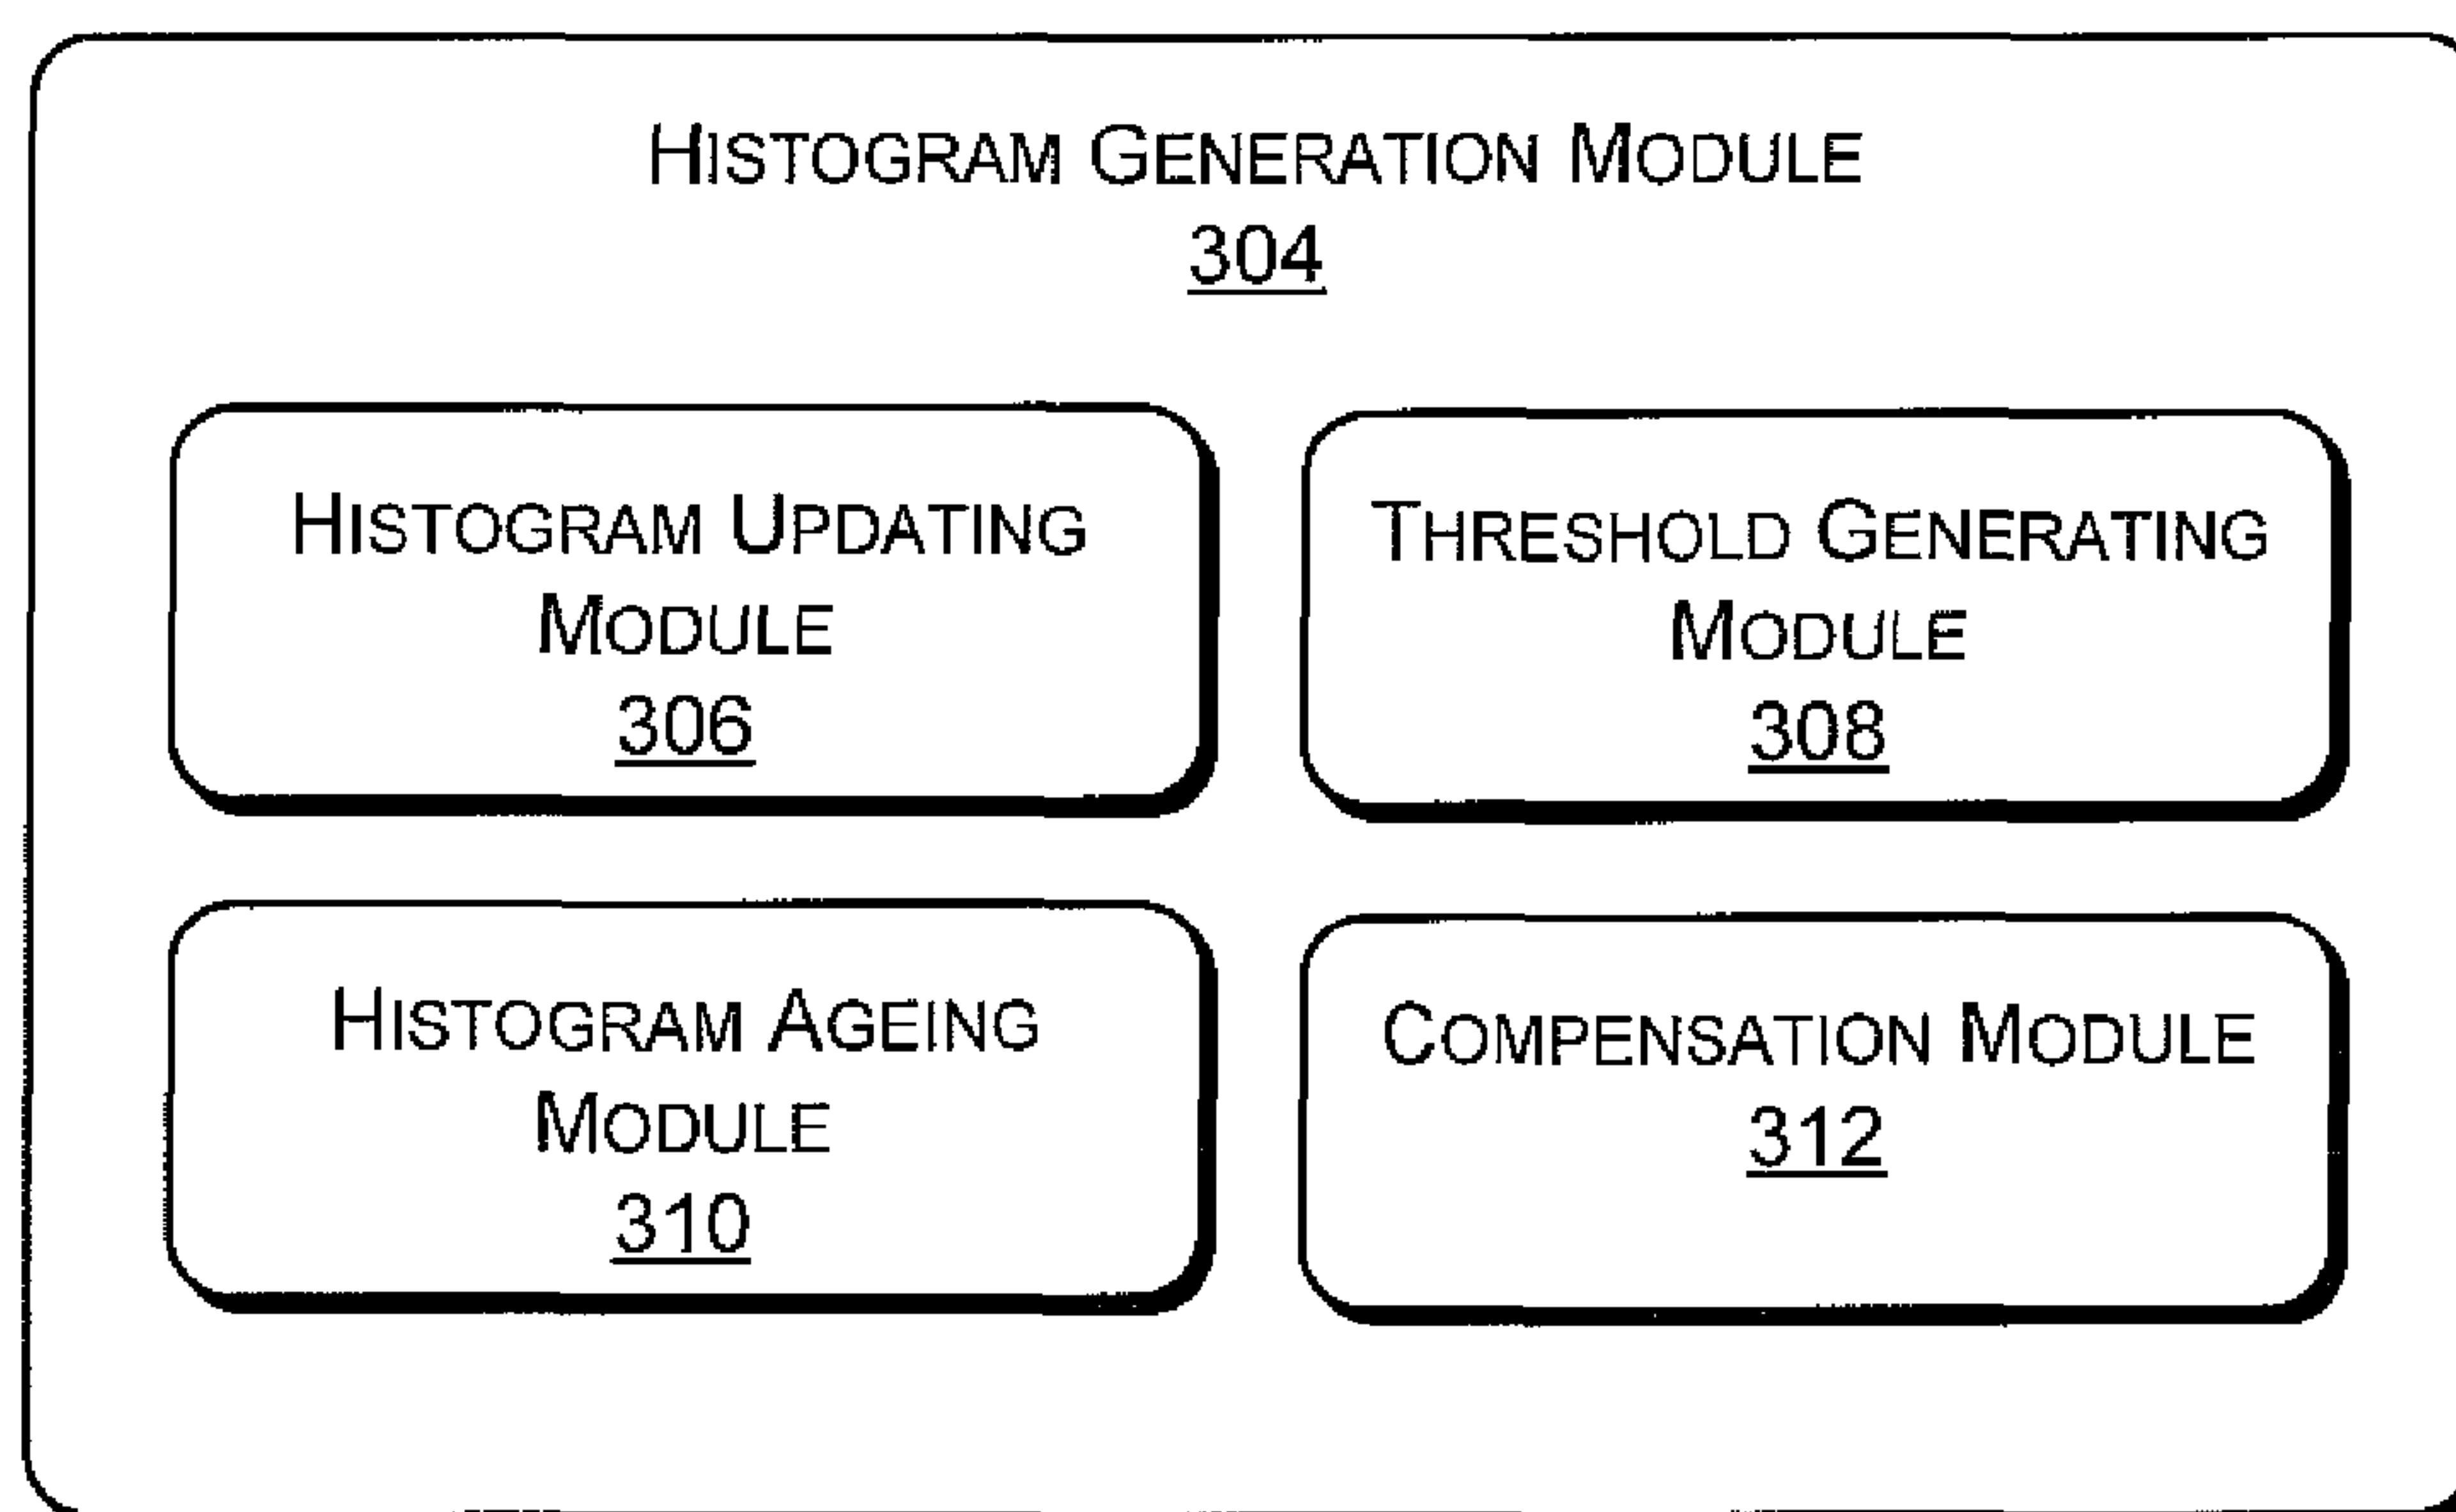 HISTOGRAM GENERATION MODULE
304
HISTOGRAM UPDATING
MODULE
306
THRESHOLD GENERATING
MODULE
308
HISTOGRAM AGEING
MODULE
310
COMPENSATION MODULE
312